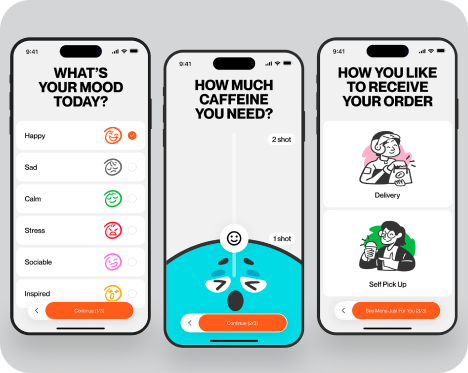 9:41
WHAT'S
YOUR MOOD
TODAY?
Happy
Sad
Calm
Stress
Sociable
Inspired
Continue (1/3)
9:41
HOW MUCH
CAFFEINE
YOU NEED?
2 shot
1 shot
Continue (2/3)
9:41
HOW YOU LIKE
TO RECEIVE
YOUR ORDER
Delivery
Self Pick Up
See Menu Just For You (3/3)